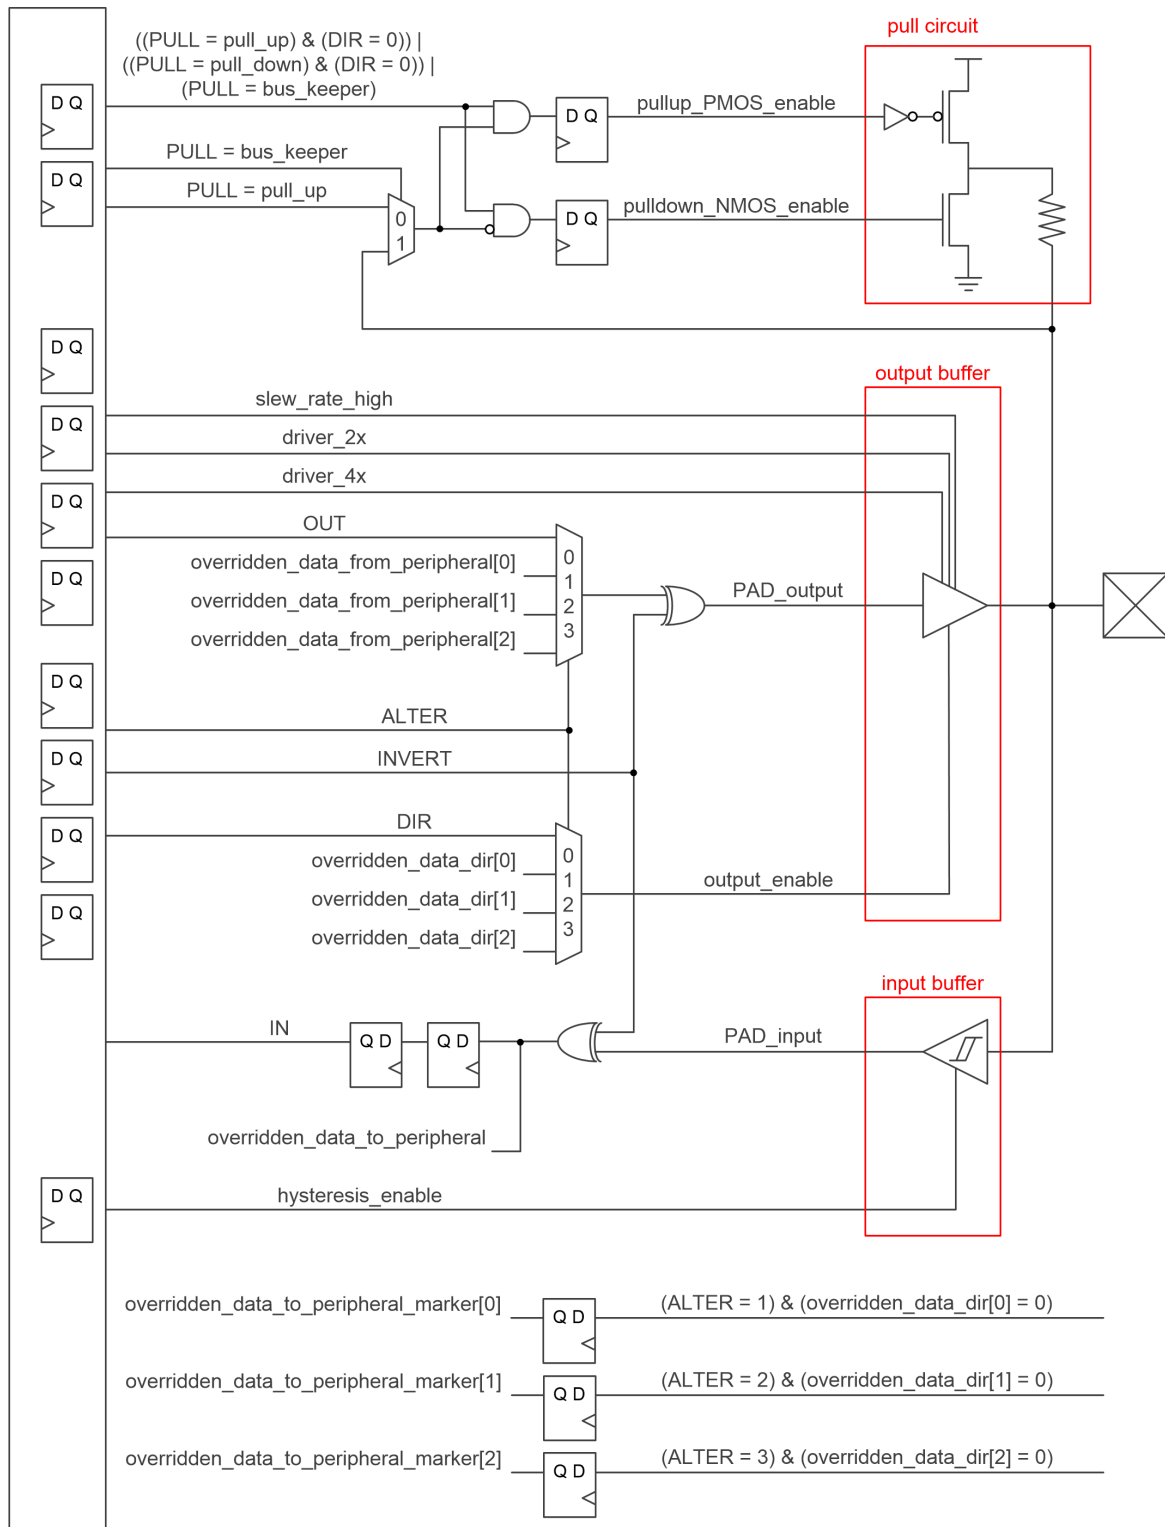 pull circuit
((PULL = pull_up) & (DIR = 0)) |
((PULL = pull_down) & (DIR = 0)) |
(PULL = bus_keeper)
D Q
D Q
pullup_PMOS_enable
PULL = bus_keeper
D Q
PULL = pull_up
0
1
D Q
pulldown_NMOS_enable
D Q
output buffer
slew_rate_high
D Q
driver_2x
driver_4x
D Q
OUT
overridden_data_from_peripheral[0]
overridden_data_from_peripheral[1]
overridden_data_from_peripheral[2]
0
1
2
3
PAD_output
D Q
D Q
ALTER
D Q
INVERT
D Q
DIR
overridden_data_dir[0]
overridden_data_dir[1]
overridden_data_dir[2]
0
1
2
3
output_enable
D Q
input buffer
IN
Q D
Q D
PAD_input
overridden_data_to_peripheral
D Q
hysteresis_enable
overridden_data_to_peripheral_marker[0]
Q D
(ALTER = 1) & (overridden_data_dir[0] = 0)
overridden_data_to_peripheral_marker[1]
Q D
(ALTER = 2) & (overridden_data_dir[1] = 0)
overridden_data_to_peripheral_marker[2]
Q D
(ALTER = 3) & (overridden_data_dir[2] = 0)